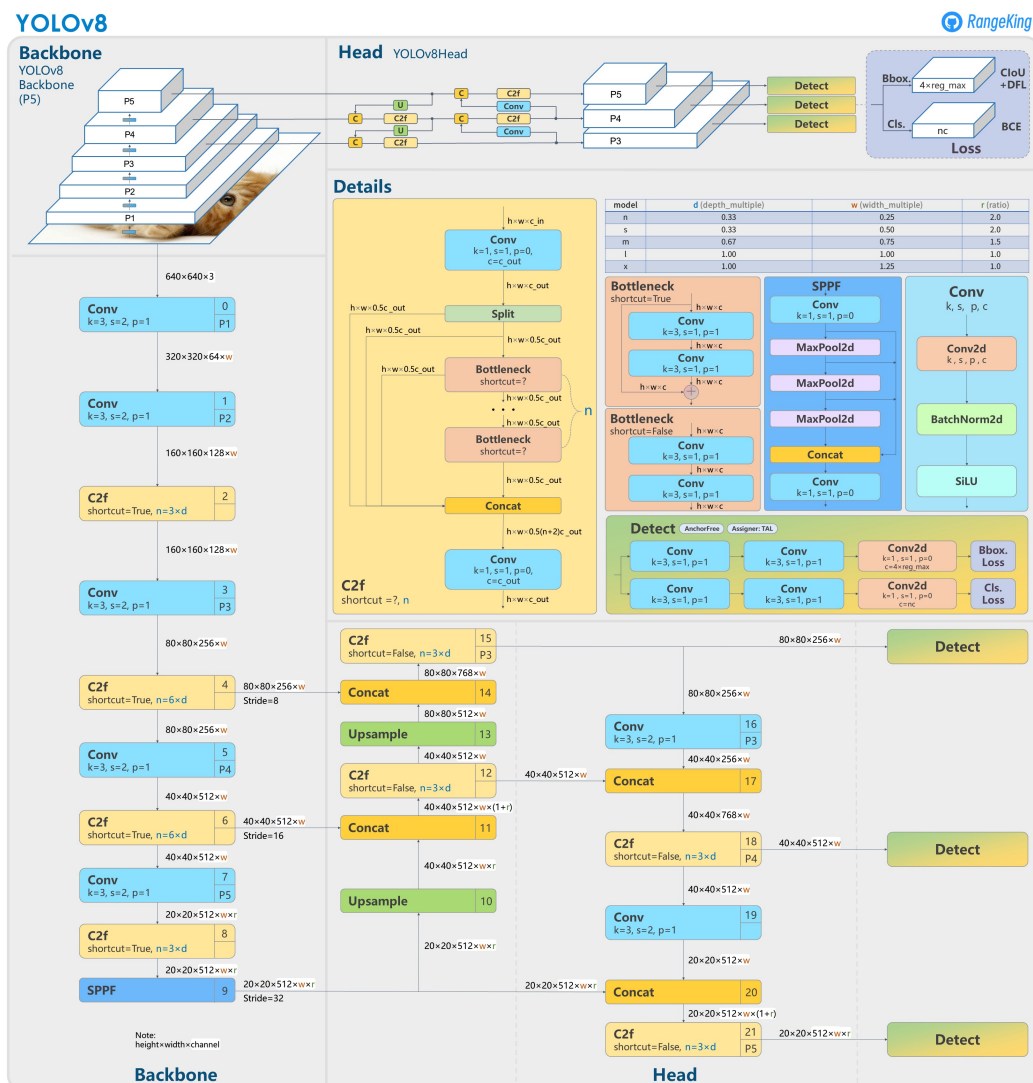 YOLOv8
RangeKing
Backbone
YOLOv8
Backbone
(P5)
P5
P4
P3
P2
P1
Head YOLOv8Head
C
U
C
C2f
U
C2f
C
C2f
Conv
C
C2f
Conv
P5
P4
P3
Detect
Detect
Detect
Bbox.
4×reg_max
CIoU
+DFL
Cls.
nc
BCE
Loss
640×640×3
Conv
k=3, s=2, p=1
0
P1
320×320×64×w
Conv
k=3, s=2, p=1
1
P2
160×160×128×w
C2f
shortcut=True, n=3×d
2
160×160×128×w
Conv
k=3, s=2, p=1
3
P3
80×80×256×w
C2f
shortcut=True, n=6×d
4
80×80×256×w
Stride=8
80×80×256×w
Conv
k=3, s=2, p=1
5
P4
40×40×512×w
C2f
shortcut=True, n=6×d
6
40×40×512×w
Stride=16
40×40×512×w
Conv
k=3, s=2, p=1
7
P5
20×20×512×w×r
C2f
shortcut=True, n=3×d
8
20×20×512×w×r
SPPF
9
20×20×512×w×r
Stride=32
Note:
height×width×channel
Backbone
Details
h×w×c_in
Conv
k=1, s=1, p=0,
c=c_out
h×w×c_out
Split
h×w×0.5c_out
h×w×0.5c_out
h×w×0.5c_out
h×w×0.5c_out
Bottleneck
shortcut=?
h×w×0.5c_out
· · ·
h×w×0.5c_out
Bottleneck
shortcut=?
n
h×w×0.5c_out
Concat
h×w×0.5(n+2)c_out
Conv
k=1, s=1, p=0,
c=c_out
h×w×c_out
C2f
shortcut =?, n
model d (depth_multiple) w (width_multiple) r (ratio)
n 0.33 0.25 2.0
s 0.33 0.50 2.0
m 0.67 0.75 1.5
l 1.00 1.00 1.0
x 1.00 1.25 1.0
Bottleneck
shortcut=True
h×w×c
Conv
k=3, s=1, p=1
h×w×c
Conv
k=3, s=1, p=1
h×w×c
h×w×c
+
Bottleneck
shortcut=False
h×w×c
Conv
k=3, s=1, p=1
h×w×c
Conv
k=3, s=1, p=1
h×w×c
SPPF
Conv
k=1, s=1, p=0
MaxPool2d
MaxPool2d
MaxPool2d
Concat
Conv
k=1, s=1, p=0
Conv
k, s, p, c
Conv2d
k , s , p , c
BatchNorm2d
SiLU
Detect
AnchorFree
Assigner: TAL
Conv
k=3, s=1, p=1
Conv
k=3, s=1, p=1
Conv2d
k=1 , s=1 , p=0
c=4×reg_max
Bbox.
Loss
Conv
k=3, s=1, p=1
Conv
k=3, s=1, p=1
Conv2d
k=1 , s=1 , p=0
c=nc
Cls.
Loss
C2f
shortcut=False, n=3×d
15
P3
80×80×256×w
Detect
80×80×768×w
Concat
14
80×80×512×w
Upsample
13
40×40×512×w
C2f
shortcut=False, n=3×d
12
40×40×512×w
40×40×512×w×(1+r)
Concat
11
40×40×512×w×r
Upsample
10
20×20×512×w×r
20×20×512×w×r
80×80×256×w
Conv
k=3, s=2, p=1
16
P3
40×40×256×w
Concat
17
40×40×768×w
C2f
shortcut=False, n=3×d
18
P4
40×40×512×w
Detect
40×40×512×w
Conv
k=3, s=2, p=1
19
20×20×512×w
Concat
20
20×20×512×w×(1+r)
C2f
shortcut=False, n=3×d
21
P5
20×20×512×w×r
Detect
Head